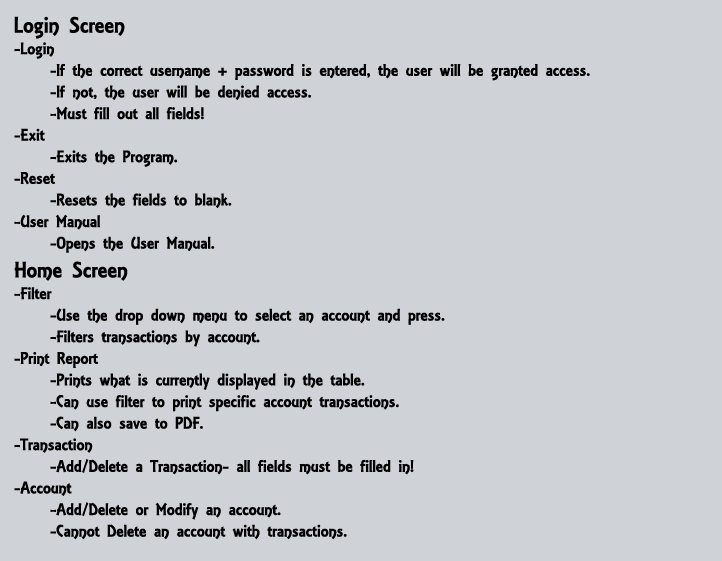 Login Screen
-Login
-If the correct username + password is entered, the user will be granted access.
-If not, the user will be denied access.
-Must fill out all fields!
-Exit
-Exits the Program.
-Reset
-Resets the fields to blank.
-User Manual
-Opens the User Manual.
Home Screen
-Filter
-Use the drop down menu to select an account and press.
-Filters transactions by account.
-Print Report
-Prints what is currently displayed in the table.
-Can use filter to print specific account transactions.
-Can also save to PDF.
-Transaction
-Add/Delete a Transaction- all fields must be filled in!
-Account
-Add/Delete or Modify an account.
-Cannot Delete an account with transactions.